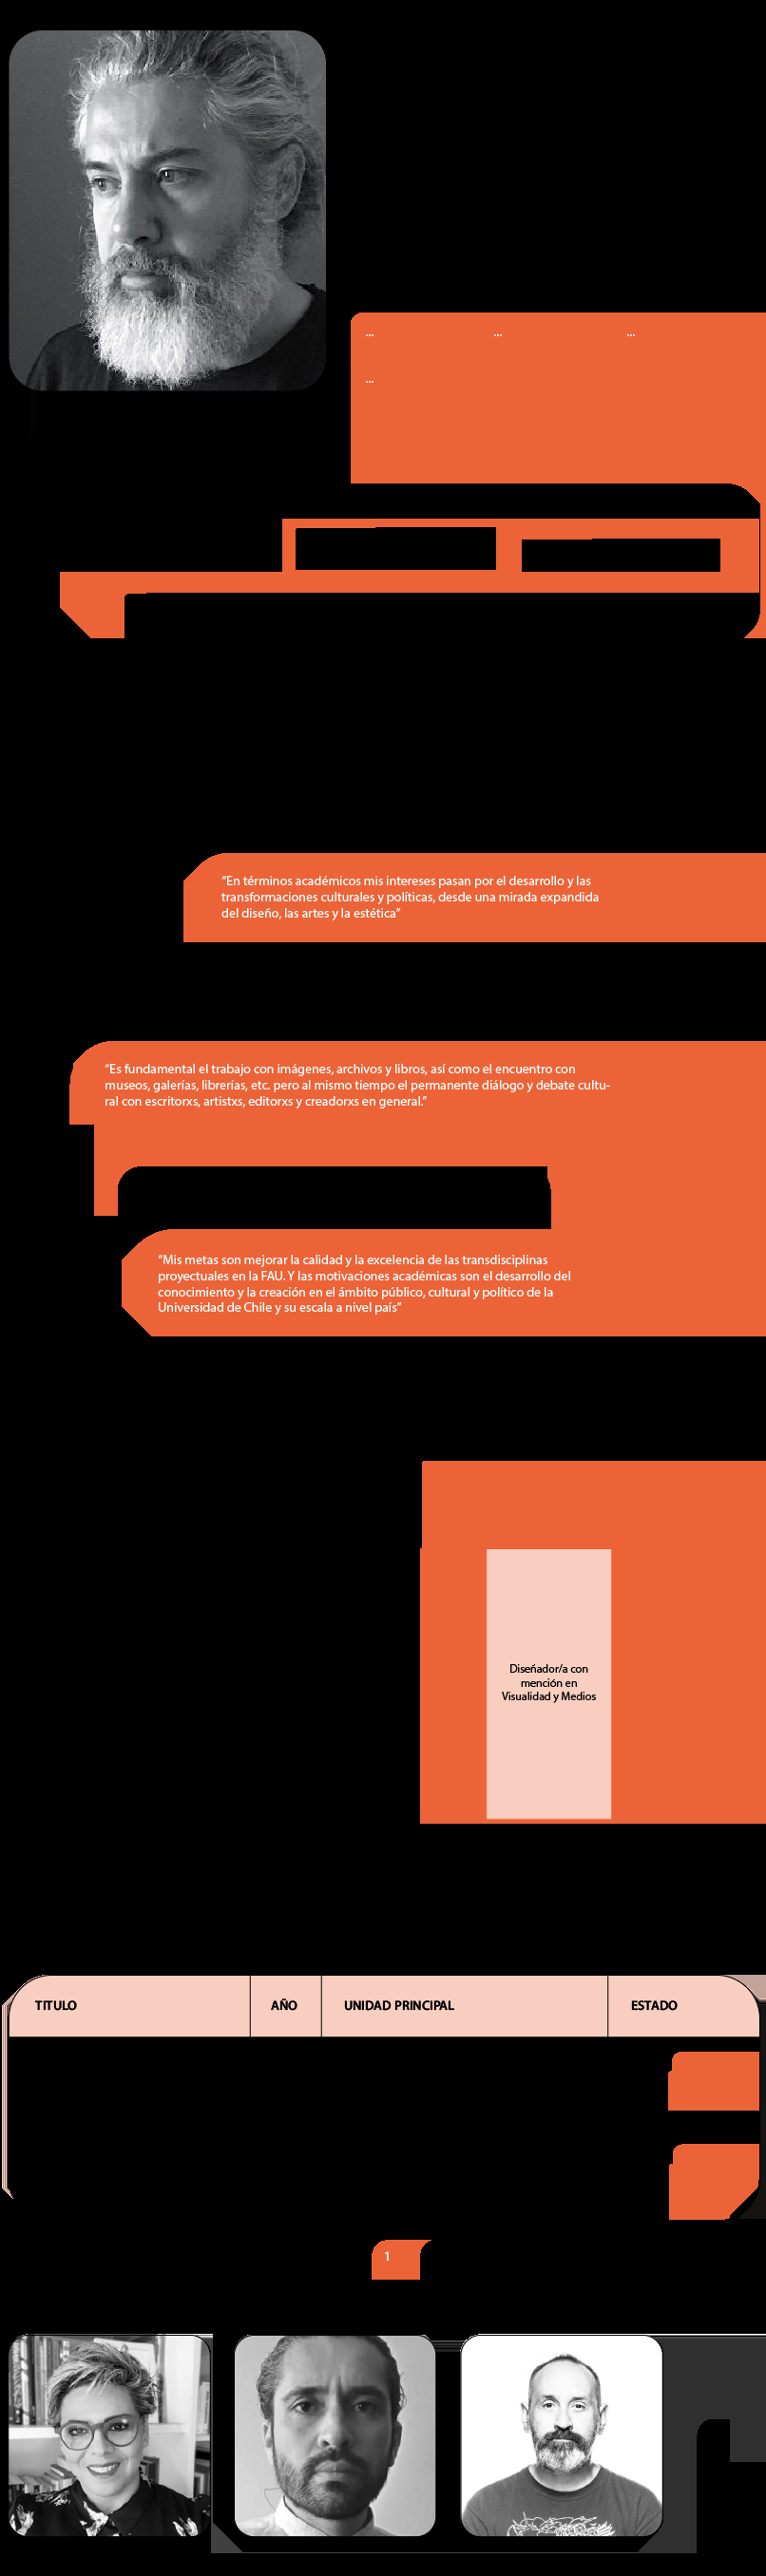 ...
...
...
...
“En términos académicos mis intereses pasan por el desarrollo y las
transformaciones culturales y políticas, desde una mirada expandida
del diseño, las artes y la estética”
“Es fundamental el trabajo con imágenes, archivos y libros, así como el encuentro con
museos, galerías, librerías, etc. pero al mismo tiempo el permanente diálogo y debate cultu-
ral con escritorxs, artistxs, editorxs y creadorxs en general.”
“Mis metas son mejorar la calidad y la excelencia de las transdisciplinas
proyectuales en la FAU. Y las motivaciones académicas son el desarrollo del
conocimiento y la creación en el ámbito público, cultural y político de la
Universidad de Chile y su escala a nivel país”
Diseñador/a con
mención en
Visualidad y Medios
TITULO AÑO UNIDAD PRINCIPAL ESTADO
1